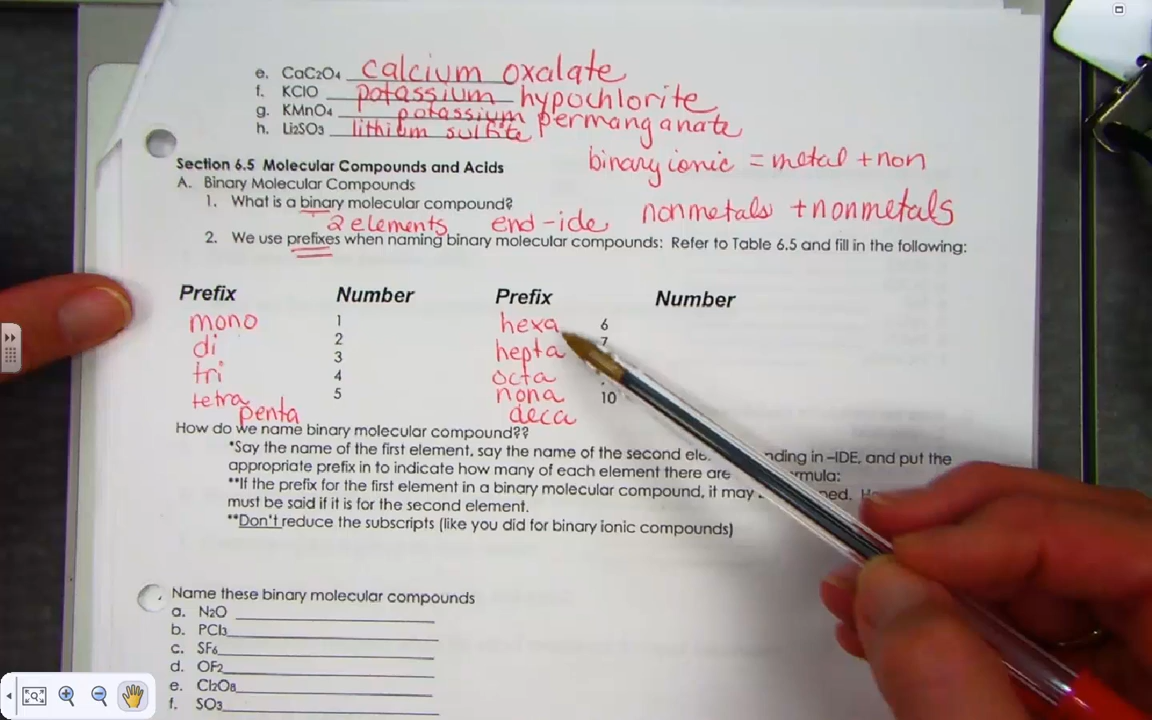 e. CaC2O4 calcium oxalate
f. KClO potassium hypochlorite
g. KMnO4 potassium permanganate
h. Li2SO3 lithium sulfite
binary ionic = metal + non
Section 6.5 Molecular Compounds and Acids
A. Binary Molecular Compounds
1. What is a binary molecular compound?
2 elements end -ide nonmetals + nonmetals
2. We use prefixes when naming binary molecular compounds: Refer to Table 6.5 and fill in the following:
Prefix Number Prefix Number
mono 1 hexa 6
di 2 hepta 7
tri 3 octa
tetra 4 nona
penta 5 deca 10
How do we name binary molecular compound??
*Say the name of the first element, say the name of the second nding in –IDE, and put the
appropriate prefix in to indicate how many of each element there are rmula:
**If the prefix for the first element in a binary molecular compound, it may
must be said if it is for the second element.
**Don't reduce the subscripts (like you did for binary ionic compounds)
Name these binary molecular compounds
a. N2O
b. PCl3
c. SF6
d. OF2
e. Cl2O8
f. SO3